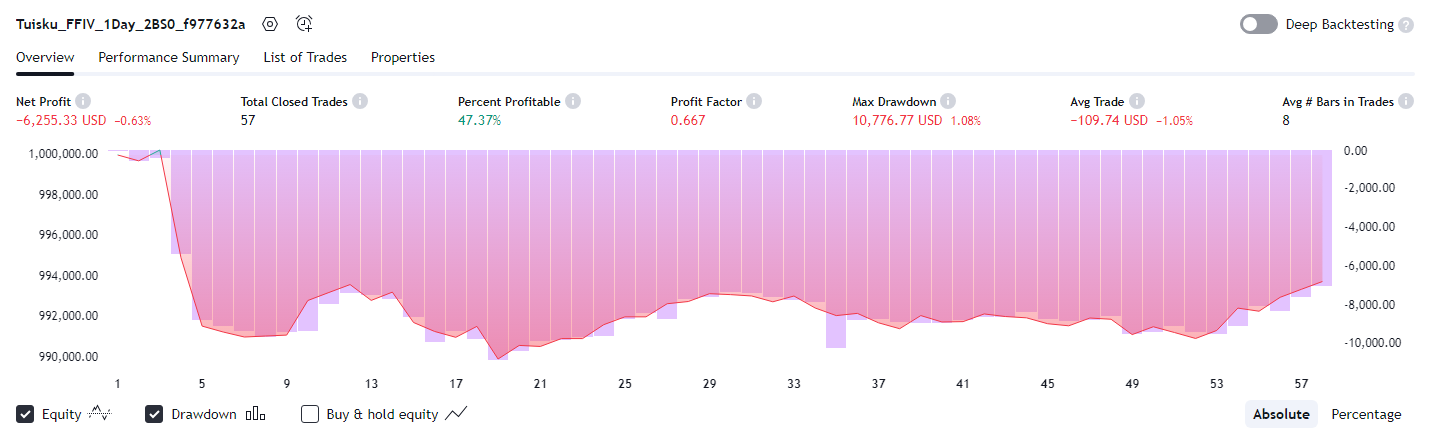 Tuisku_FFIV_1Day_2BS0_f977632a Deep Backtesting ?
Overview Performance Summary List of Trades Properties
Net Profit Total Closed Trades Percent Profitable Profit Factor Max Drawdown Avg Trade Avg # Bars in Trades
−6,255.33 USD −0.63% 57 47.37% 0.667 10,776.77 USD 1.08% −109.74 USD −1.05% 8
1,000,000.00 0.00
998,000.00 -2,000.00
996,000.00 -4,000.00
994,000.00 -6,000.00
992,000.00 -8,000.00
990,000.00 -10,000.00
1 5 9 13 17 21 25 29 33 37 41 45 49 53 57
Equity Drawdown Buy & hold equity Absolute Percentage